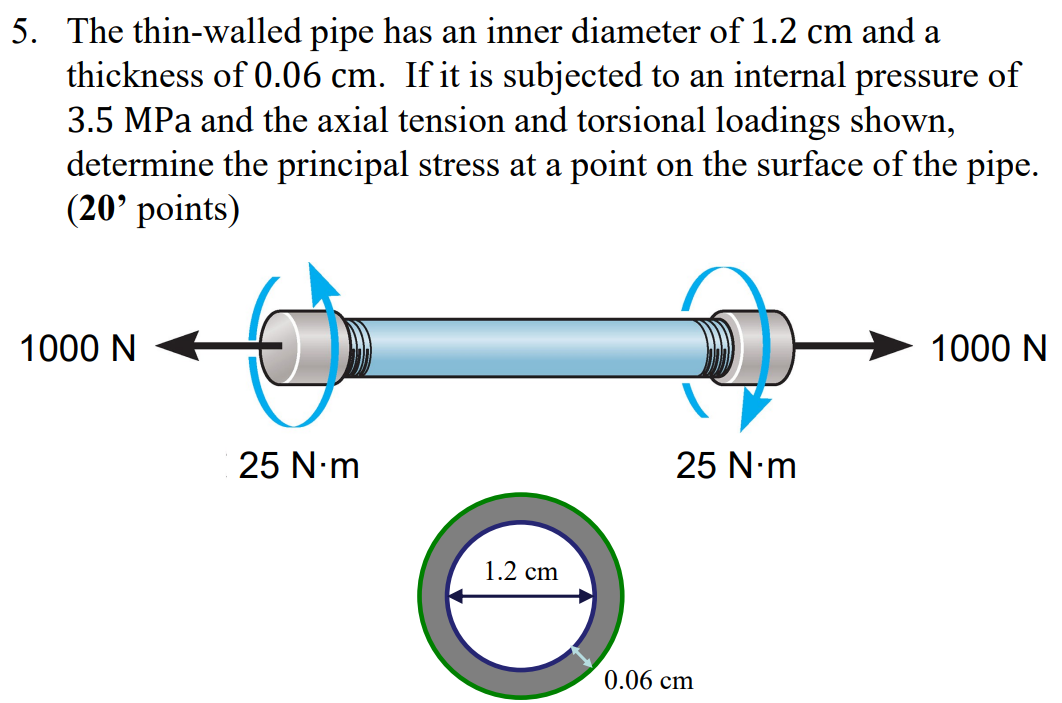 5. The thin-walled pipe has an inner diameter of 1.2 cm and a
thickness of 0.06 cm. If it is subjected to an internal pressure of
3.5 MPa and the axial tension and torsional loadings shown,
determine the principal stress at a point on the surface of the pipe.
(20’ points)
1000 N
1000 N
25 N·m
25 N·m
1.2 cm
0.06 cm